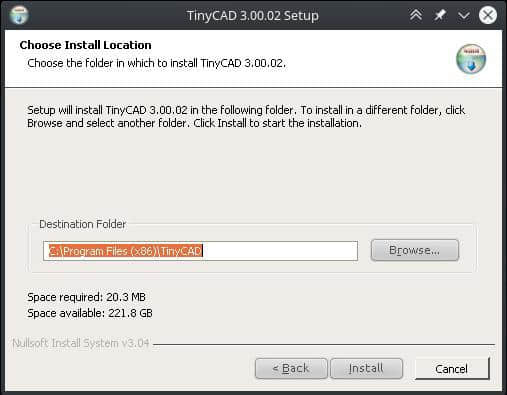 TinyCAD 3.00.02 Setup
Choose Install Location
Choose the folder in which to install TinyCAD 3.00.02.
Setup will install TinyCAD 3.00.02 in the following folder. To install in a different folder, click
Browse and select another folder. Click Install to start the installation.
Destination Folder
C:\Program Files (x86)\TinyCAD
Browse...
Space required: 20.3 MB
Space available: 221.8 GB
Nullsoft Install System v3.04
< Back
Install
Cancel